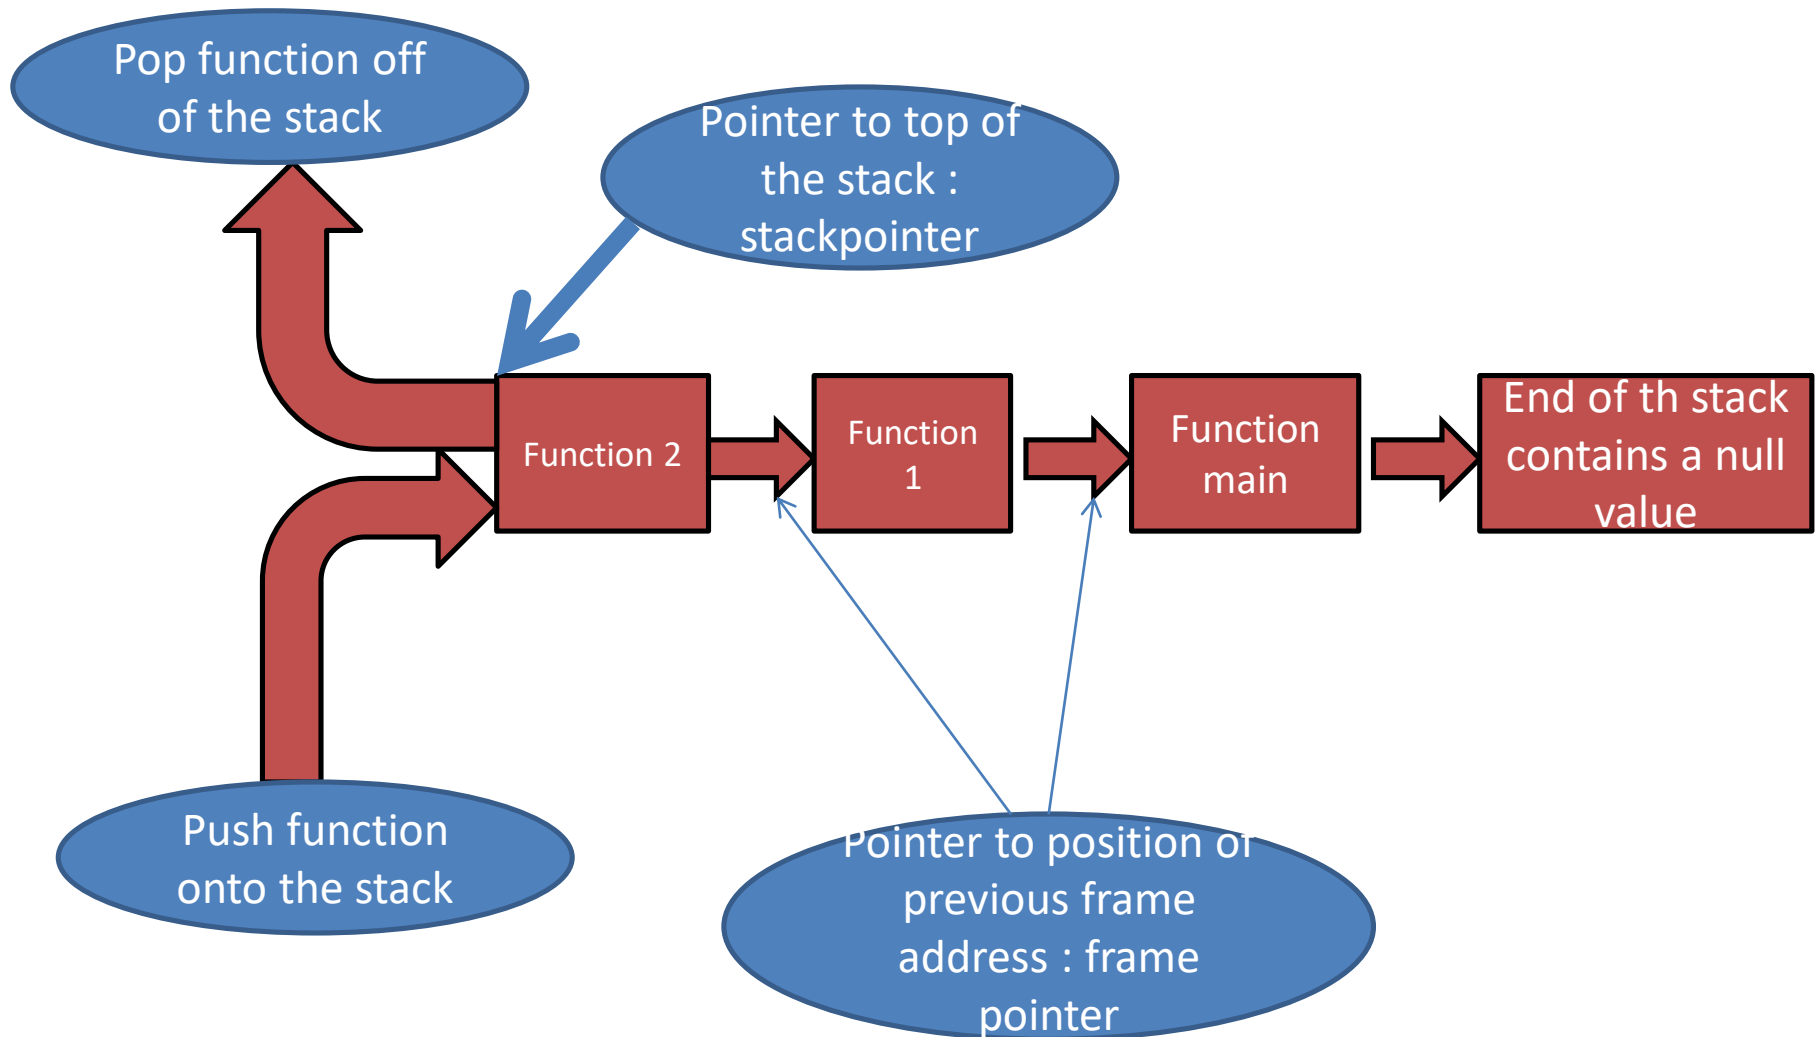 Pop function off
of the stack
Pointer to top of
the stack :
stackpointer
Function 2
Function
1
Function
main
End of th stack
contains a null
value
Push function
onto the stack
Pointer to position of
previous frame
address : frame
pointer